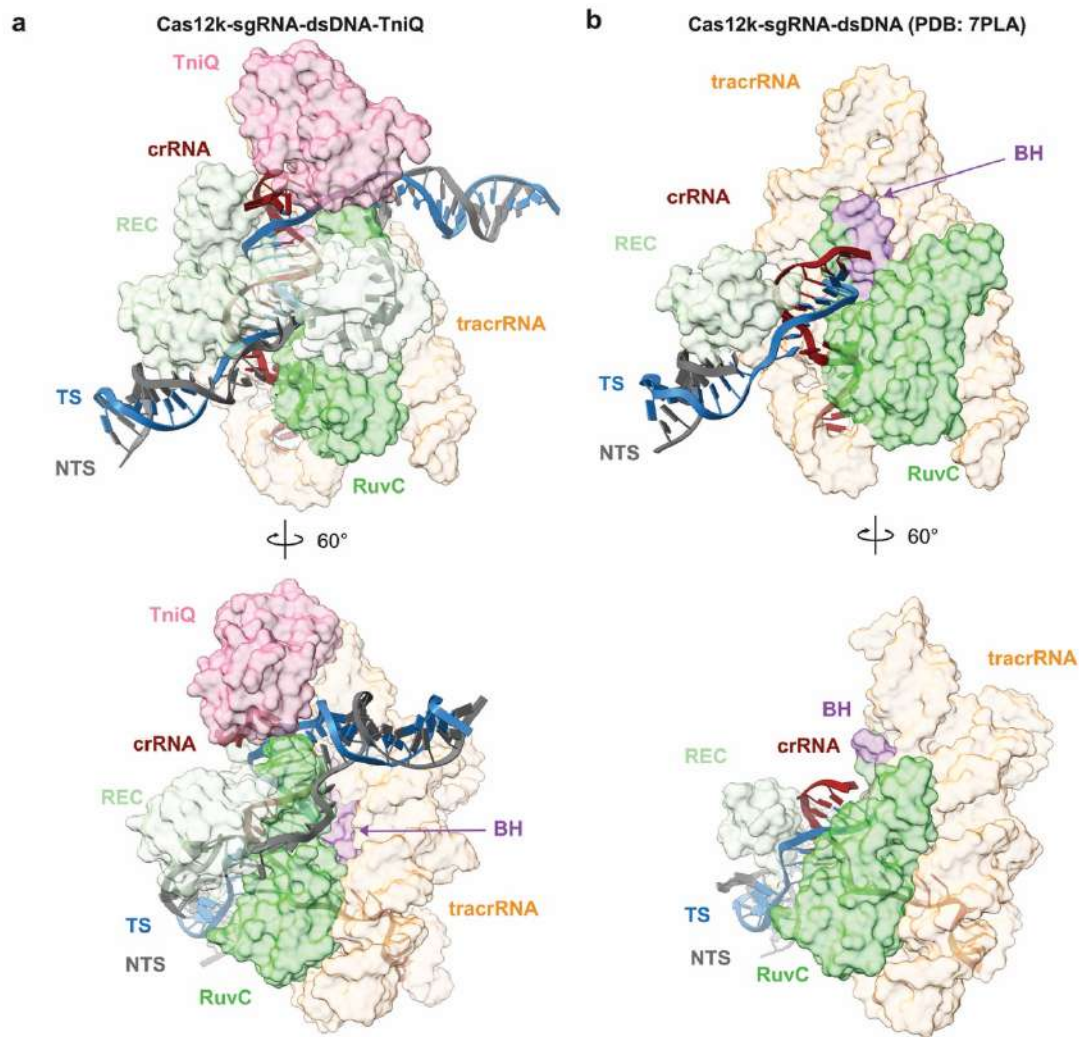 a
Cas12k-sgRNA-dsDNA-TniQ
TniQ
crRNA
REC
tracrRNA
TS
NTS
RuvC
60°
TniQ
crRNA
REC
BH
tracrRNA
TS
NTS
RuvC
b
Cas12k-sgRNA-dsDNA (PDB: 7PLA)
tracrRNA
BH
crRNA
REC
TS
NTS
RuvC
60°
tracrRNA
BH
crRNA
REC
TS
NTS
RuvC